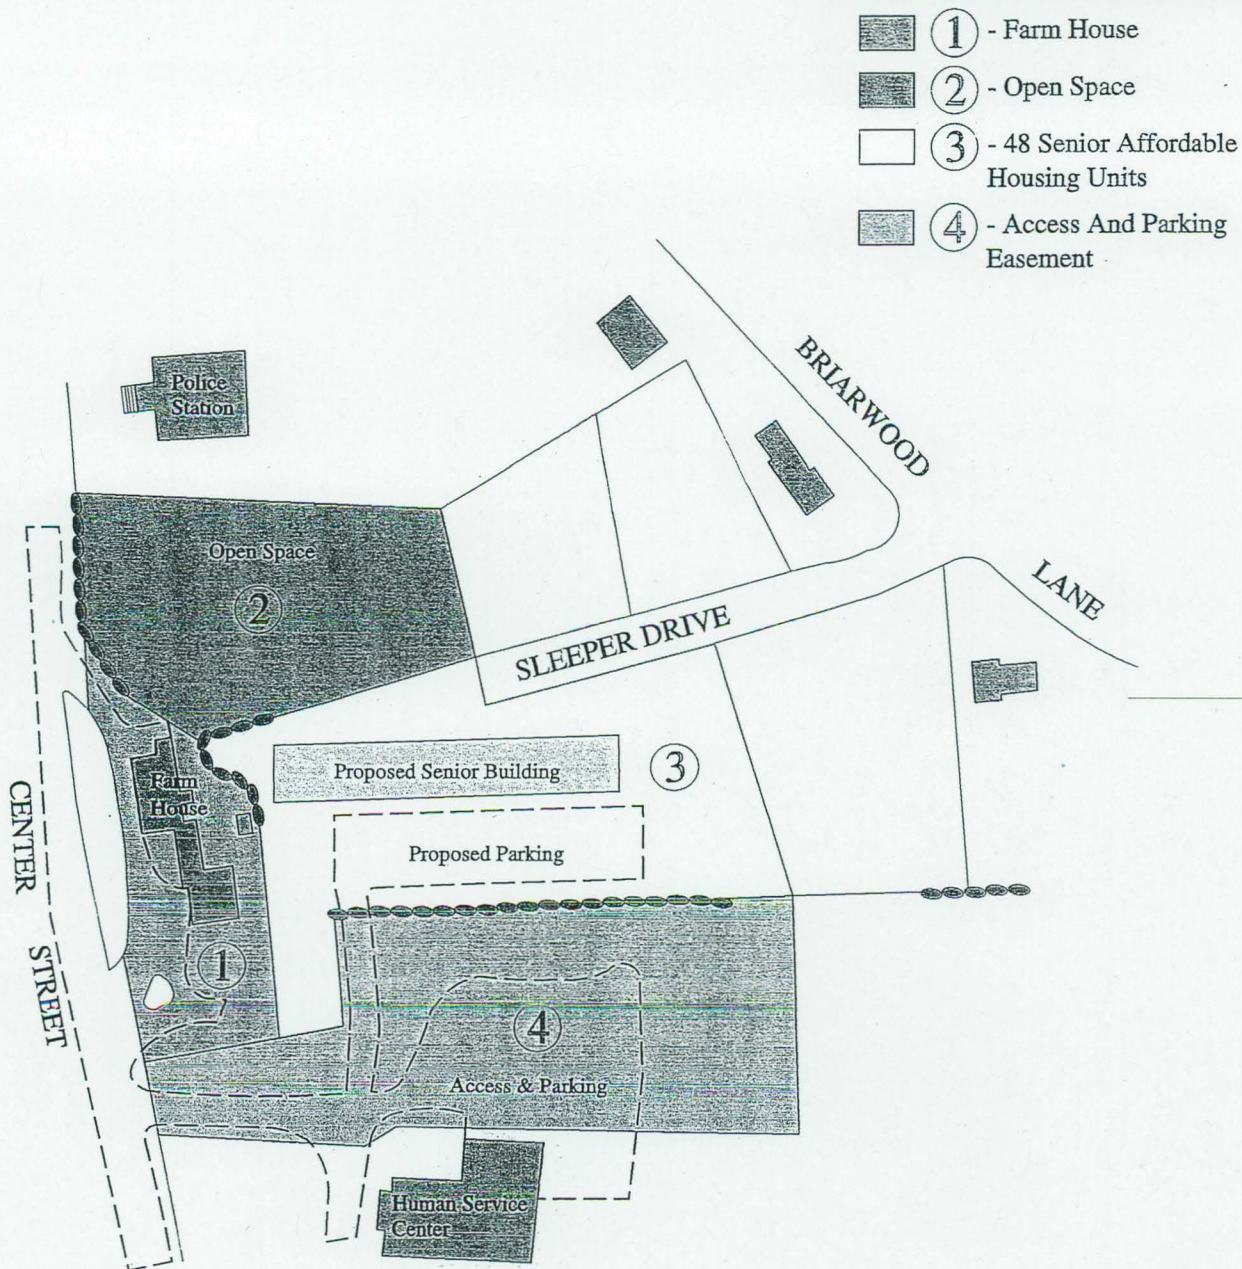 1 - Farm House
2 - Open Space
3 - 48 Senior Affordable
Housing Units
4 - Access And Parking
Easement
BRIARWOOD
LANE
Police
Station
Open Space
2
SLEEPER DRIVE
Farm
House
Proposed Senior Building
3
Proposed Parking
CENTER
STREET
1
4
Access & Parking
Human Service
Center